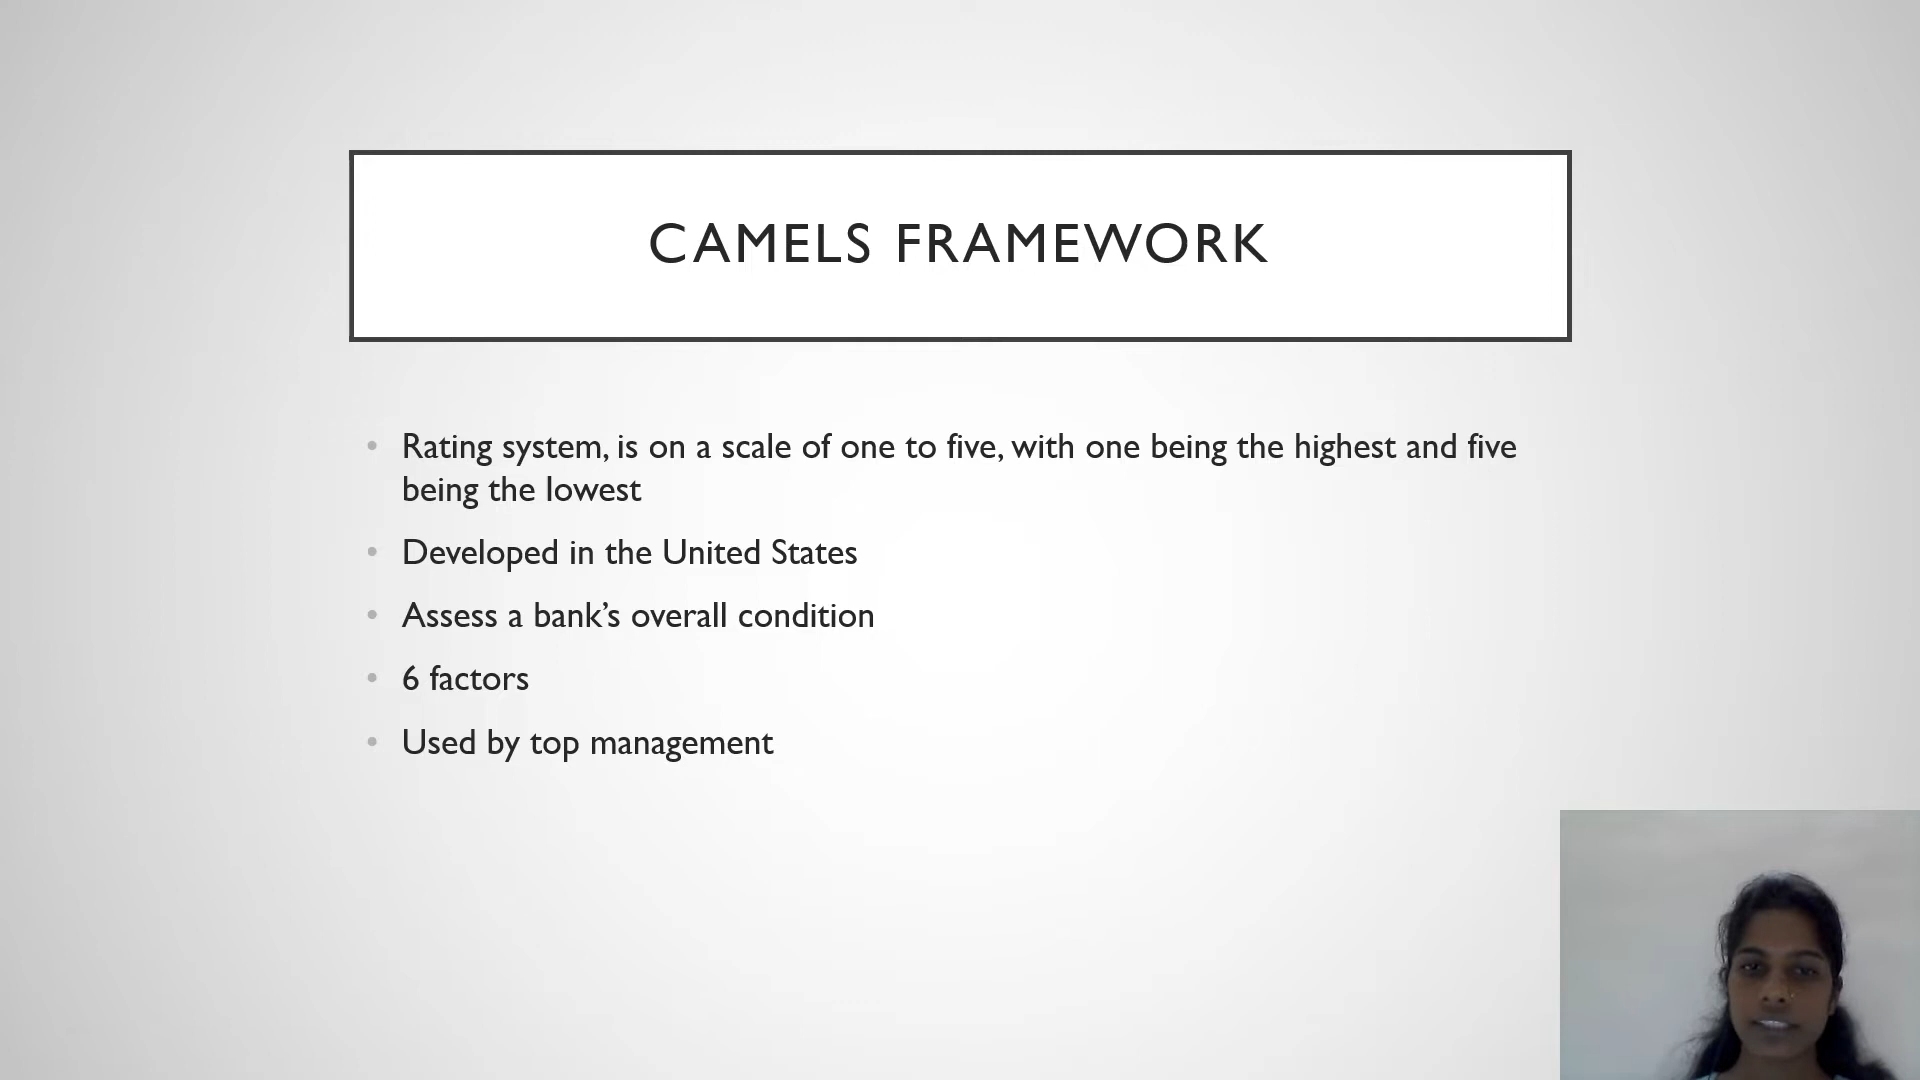 CAMELS FRAMEWORK
• Rating system, is on a scale of one to five, with one being the highest and five
being the lowest
• Developed in the United States
• Assess a bank’s overall condition
• 6 factors
• Used by top management